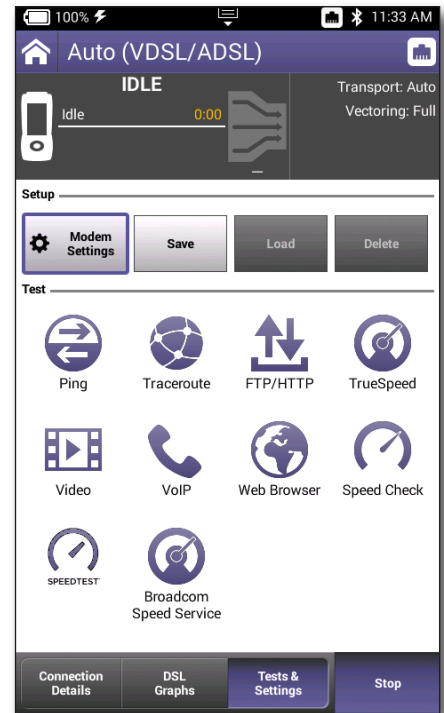 100%
11:33 AM
Auto (VDSL/ADSL)
IDLE
Transport: Auto
Idle
0:00
Vectoring: Full
–
Setup
Modem
Settings
Save
Load
Delete
Test
Ping
Traceroute
FTP/HTTP
TrueSpeed
Video
VoIP
Web Browser
Speed Check
SPEEDTEST
Broadcom
Speed Service
Connection
Details
DSL
Graphs
Tests &
Settings
Stop